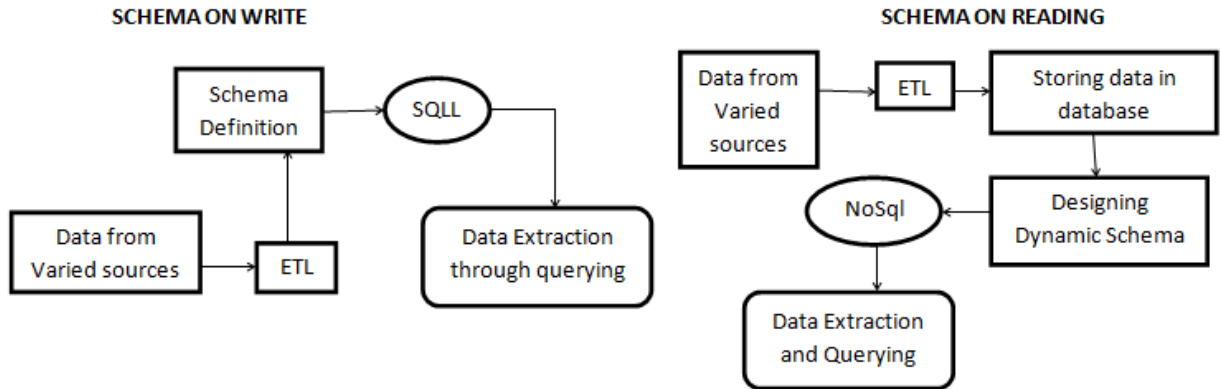 SCHEMA ON WRITE
Schema
Definition
SQLL
Data from
Varied sources
ETL
Data Extraction
through querying
SCHEMA ON READING
Data from
Varied
sources
ETL
Storing data in
database
Designing
Dynamic Schema
NoSql
Data Extraction
and Querying